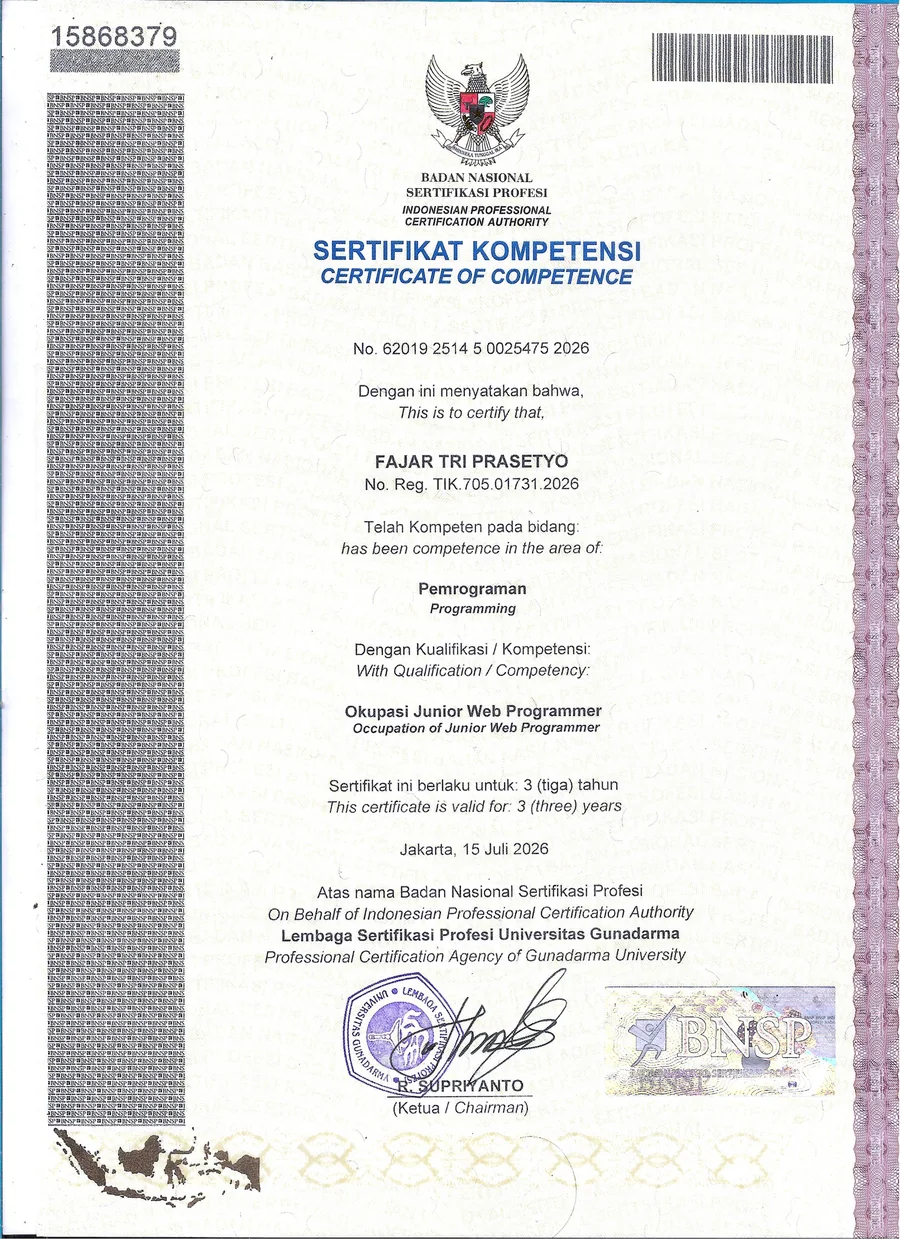 15868379
BADAN NASIONAL
SERTIFIKASI PROFESI
INDONESIAN PROFESSIONAL
CERTIFICATION AUTHORITY
SERTIFIKAT KOMPETENSI
CERTIFICATE OF COMPETENCE
No. 62019 2514 5 0025475 2026
Dengan ini menyatakan bahwa,
This is to certify that,
FAJAR TRI PRASETYO
No. Reg. TIK.705.01731.2026
Telah Kompeten pada bidang:
has been competence in the area of:
Pemrograman
Programming
Dengan Kualifikasi / Kompetensi:
With Qualification / Competency:
Okupasi Junior Web Programmer
Occupation of Junior Web Programmer
Sertifikat ini berlaku untuk: 3 (tiga) tahun
This certificate is valid for: 3 (three) years
Jakarta, 15 Juli 2026
Atas nama Badan Nasional Sertifikasi Profesi
On Behalf of Indonesian Professional Certification Authority
Lembaga Sertifikasi Profesi Universitas Gunadarma
Professional Certification Agency of Gunadarma University
LEMBAGA SERTIFIKASI PROFESI
UNIVERSITAS GUNADARMA
BNSP
R. SUPRIYANTO
(Ketua / Chairman)